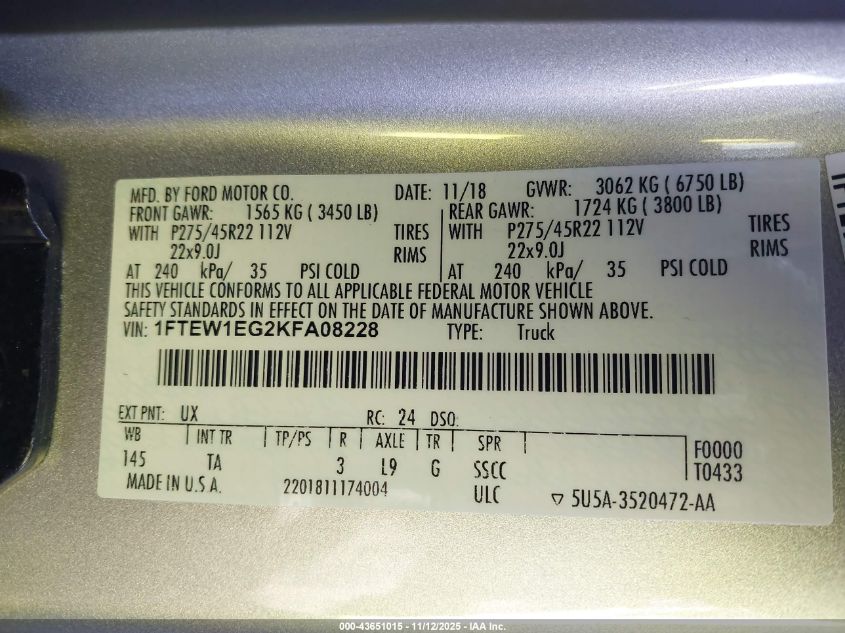 MFD. BY FORD MOTOR CO. DATE: 11/18 GVWR: 3062 KG ( 6750 LB)
FRONT GAWR: 1565 KG ( 3450 LB) REAR GAWR: 1724 KG ( 3800 LB)
WITH P275/45R22 112V TIRES WITH P275/45R22 112V TIRES
22x9.0J RIMS 22x9.0J RIMS
AT 240 kPa/ 35 PSI COLD AT 240 kPa/ 35 PSI COLD
THIS VEHICLE CONFORMS TO ALL APPLICABLE FEDERAL MOTOR VEHICLE
SAFETY STANDARDS IN EFFECT ON THE DATE OF MANUFACTURE SHOWN ABOVE.
VIN: 1FTEW1EG2KFA08228 TYPE: Truck
EXT PNT: UX RC: 24 DSO:
WB INT TR TP/PS R AXLE TR SPR F0000
145 TA 3 L9 G SSCC T0433
MADE IN U.S.A. 2201811174004 ULC ▽ 5U5A-3520472-AA
000-43651015 - 11/12/2025 - IAA Inc.